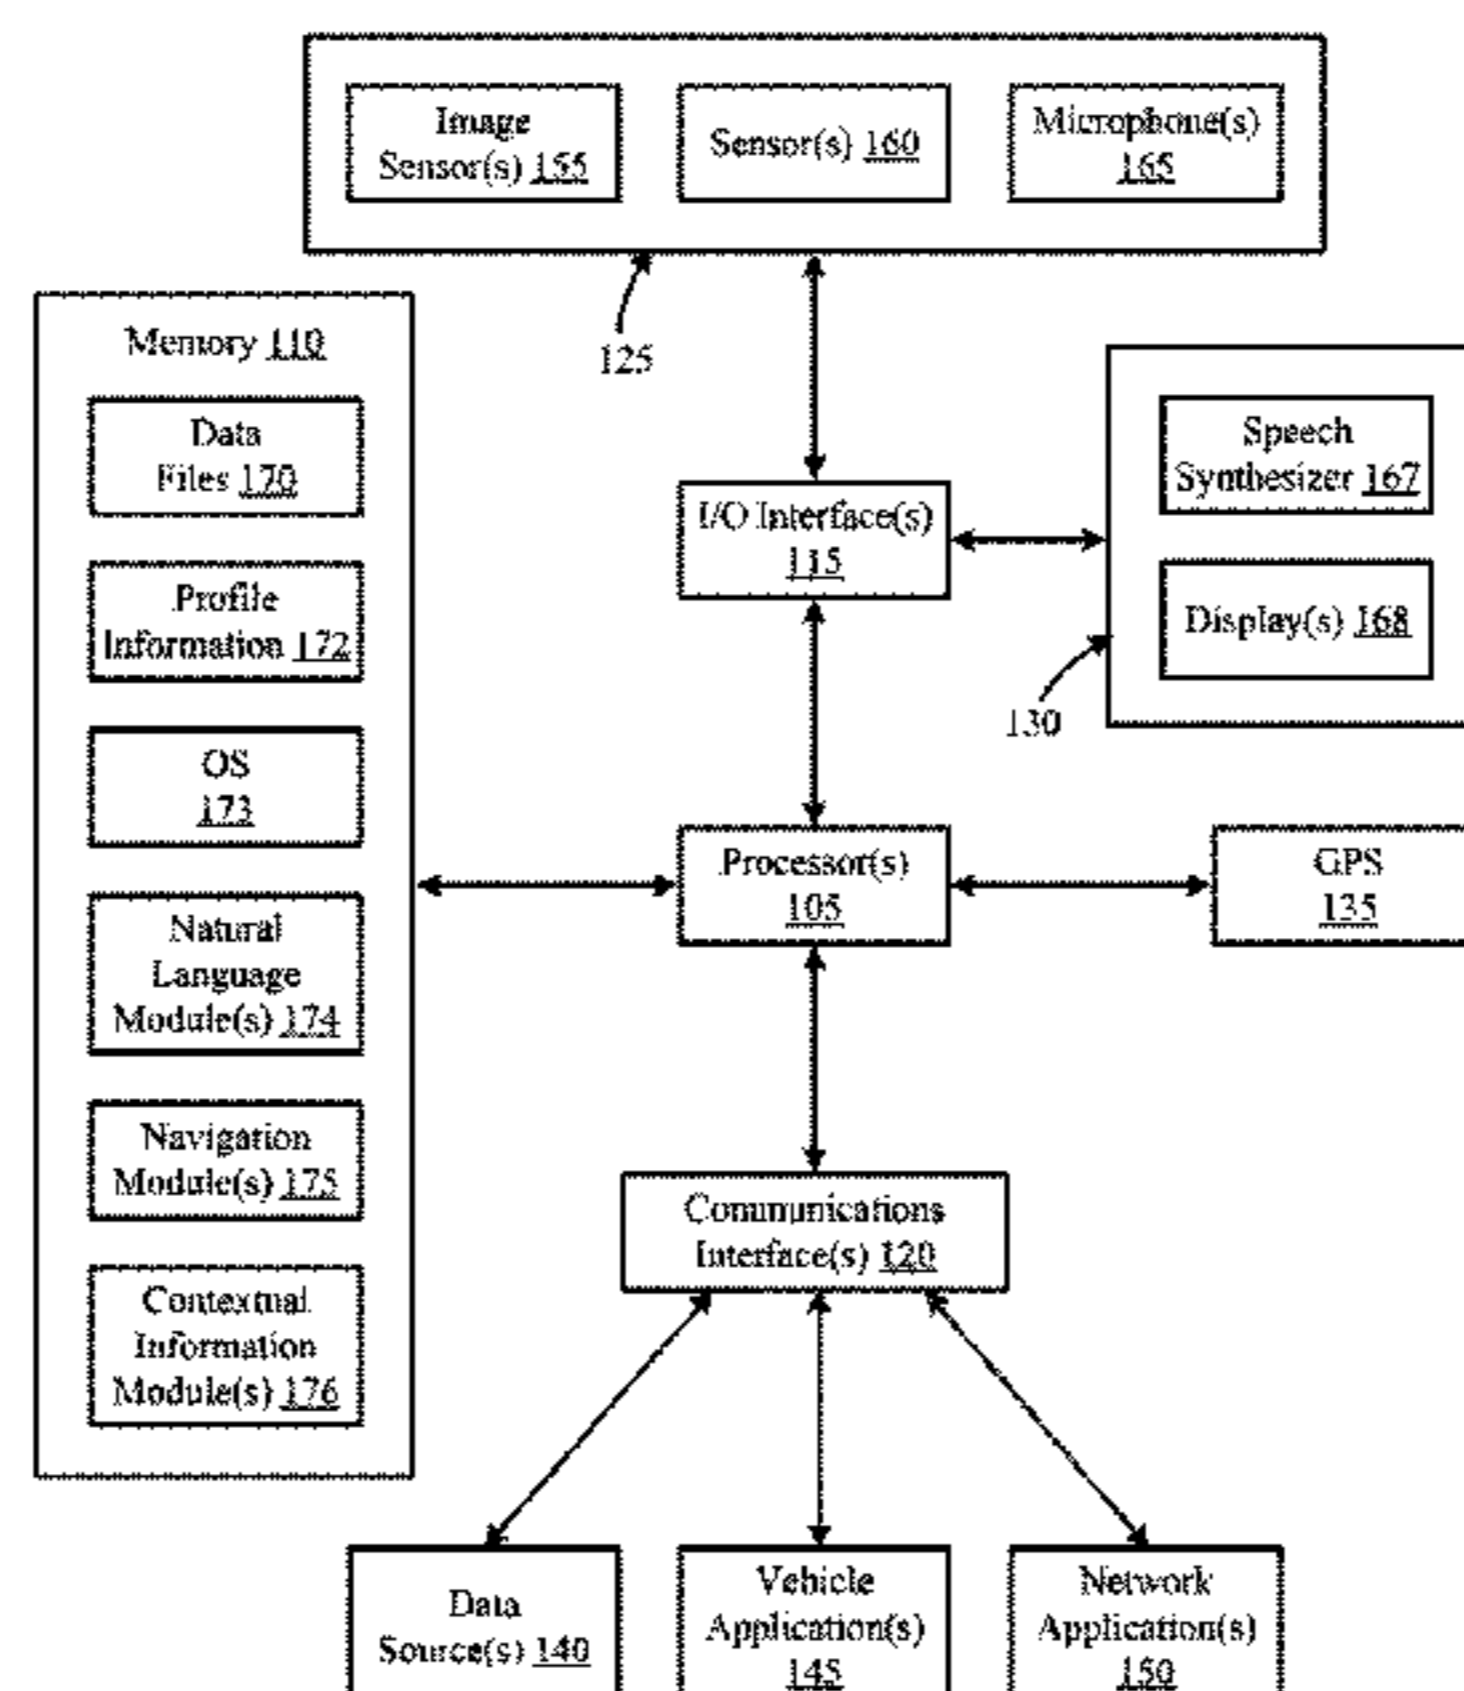 Image
Sensor(s) 155
Sensor(s) 160
Microphone(s)
165
125
Memory 110
Data
Files 170
Profile
Information 172
OS
173
Natural
Language
Module(s) 174
Navigation
Module(s) 175
Contextual
Information
Module(s) 176
I/O Interface(s)
115
Speech
Synthesizer 167
Display(s) 168
130
Processor(s)
105
GPS
135
Communications
Interface(s) 120
Data
Source(s) 140
Vehicle
Application(s)
145
Network
Application(s)
150